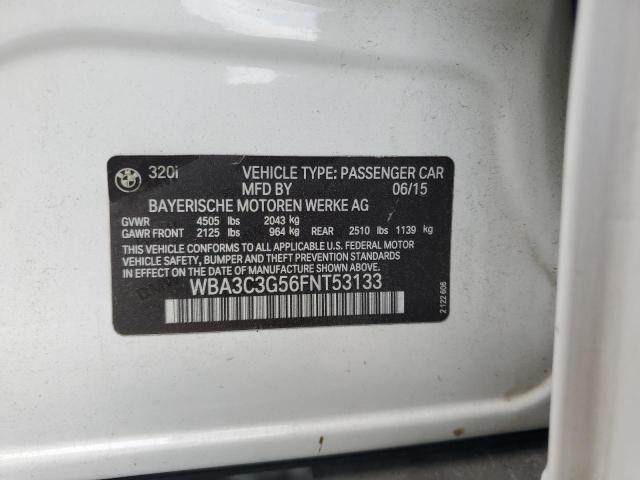 320i VEHICLE TYPE: PASSENGER CAR
MFD BY 06/15
BAYERISCHE MOTOREN WERKE AG
GVWR 4505 lbs 2043 kg
GAWR FRONT 2125 lbs 964 kg REAR 2510 lbs 1139 kg
THIS VEHICLE CONFORMS TO ALL APPLICABLE U.S. FEDERAL MOTOR
VEHICLE SAFETY, BUMPER AND THEFT PREVENTION STANDARDS
IN EFFECT ON THE DATE OF MANUFACTURE SHOWN ABOVE.
WBA3C3G56FNT53133
2 122 606